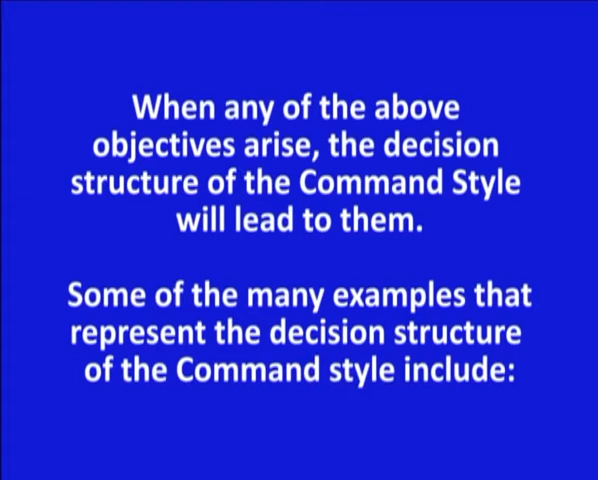 When any of the above
objectives arise, the decision
structure of the Command Style
will lead to them.
Some of the many examples that
represent the decision structure
of the Command style include: